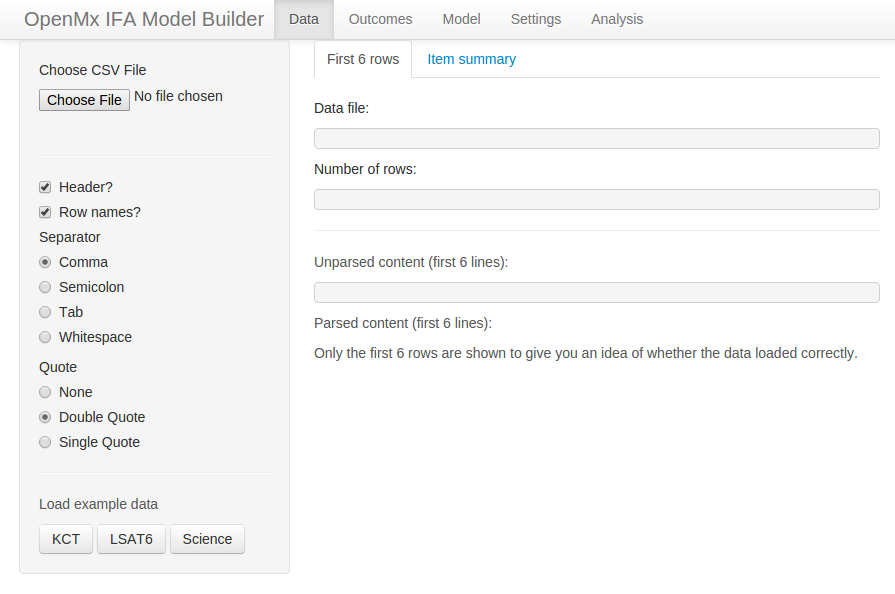 OpenMx IFA Model Builder Data Outcomes Model Settings Analysis
Choose CSV File
Choose File No file chosen
Header?
Row names?
Separator
Comma
Semicolon
Tab
Whitespace
Quote
None
Double Quote
Single Quote
Load example data
KCT LSAT6 Science
First 6 rows Item summary
Data file:
Number of rows:
Unparsed content (first 6 lines):
Parsed content (first 6 lines):
Only the first 6 rows are shown to give you an idea of whether the data loaded correctly.